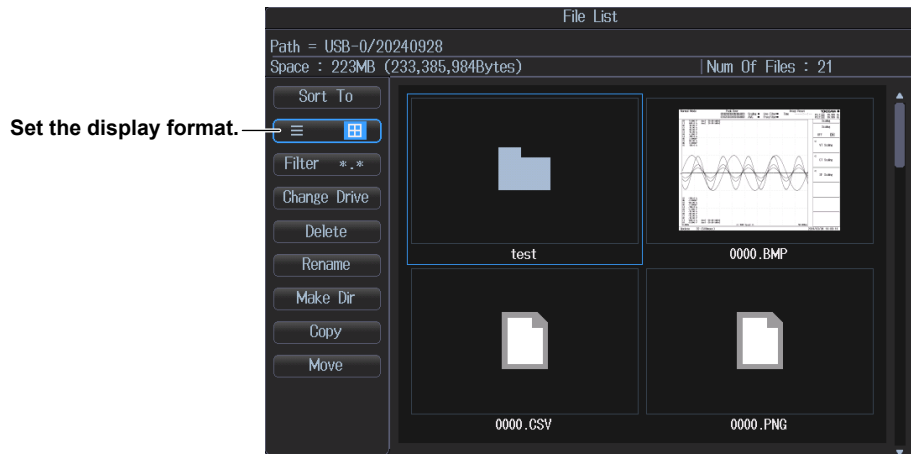 File List
Path = USB-0/20240928
Space : 223MB (233,385,984Bytes)
Num Of Files : 21
Sort To
Set the display format.
Filter *.*
Change Drive
Delete
Rename
Make Dir
Copy
Move
test
0000.BMP
0000.CSV
0000.PNG